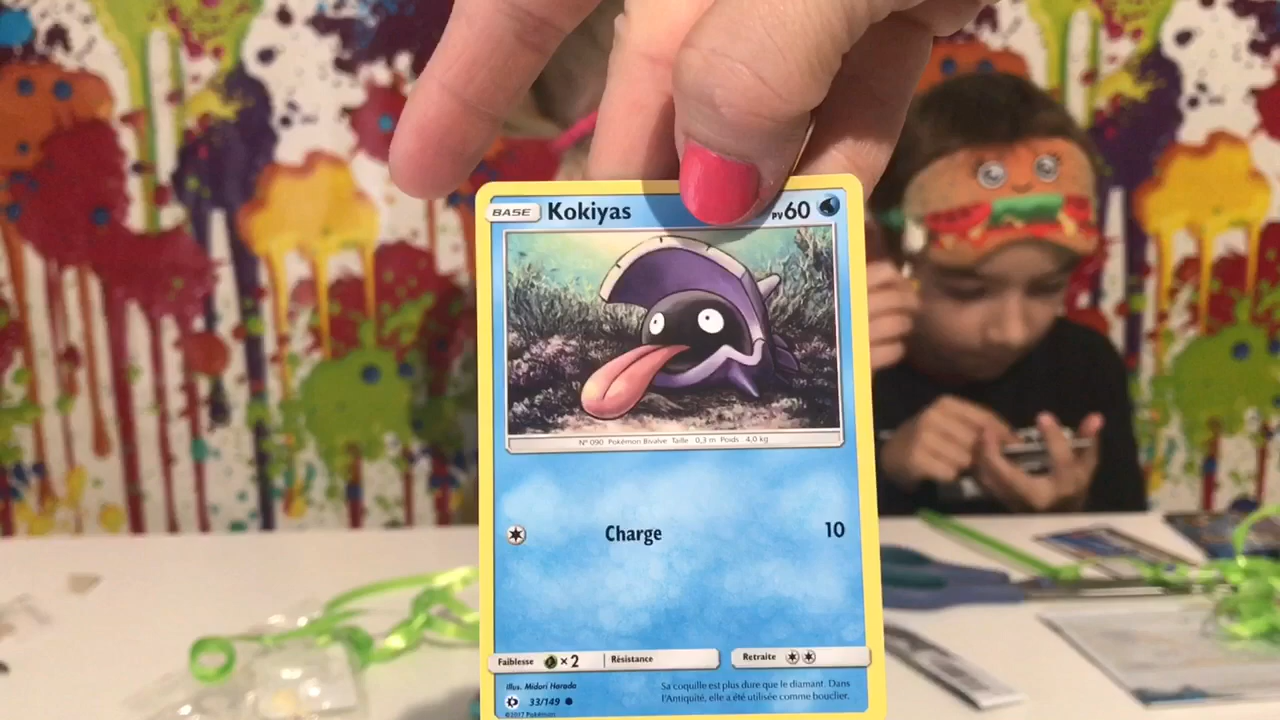 BASE Kokiyas PV60
N° 090 Pokémon Bivalve Taille 0,3 m Poids 4,0 kg
Charge 10
Faiblesse ×2 Résistance Retraite
Illus. Midori Harada
33/149
©2017 Pokémon
Sa coquille est plus dure que le diamant. Dans
l'Antiquité, elle a été utilisée comme bouclier.